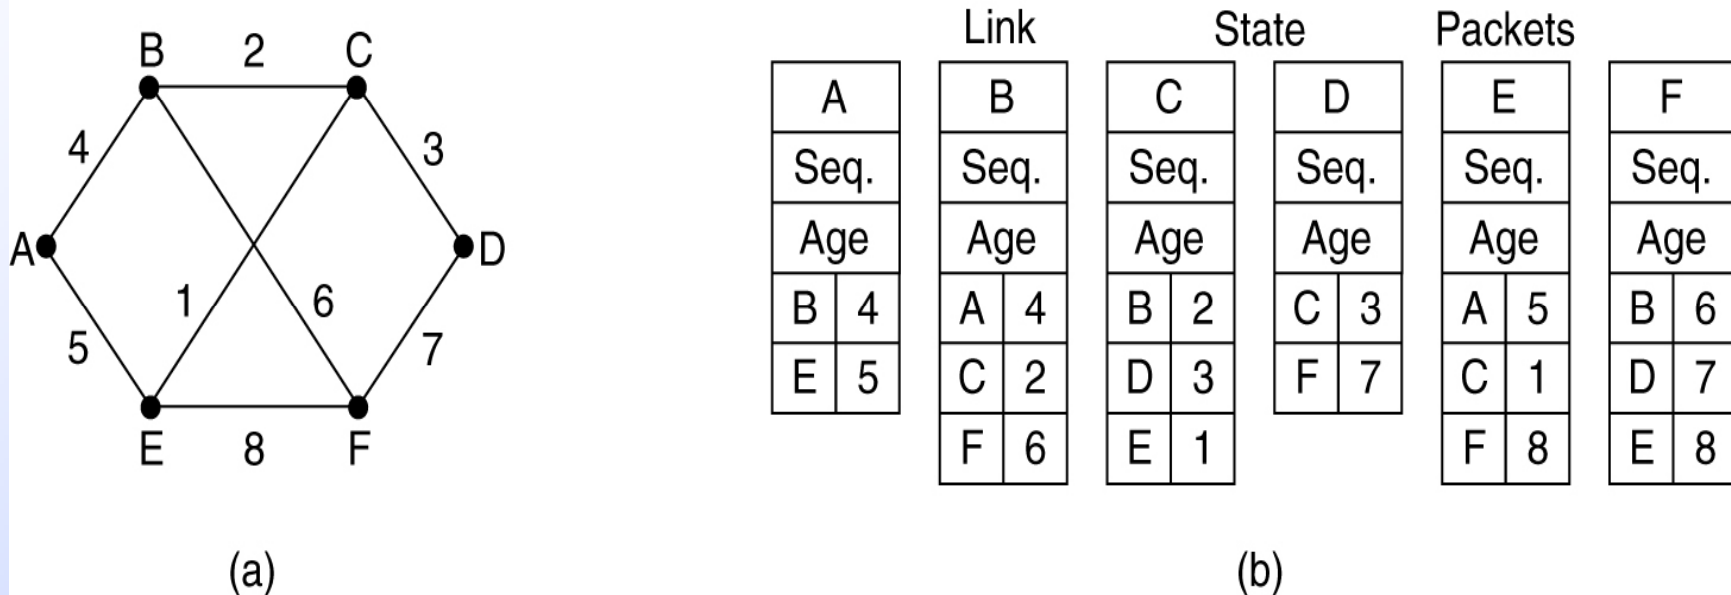 Link State Packets
B 2 C
A B C D E F
4 3
Seq. Seq. Seq. Seq. Seq. Seq.
A D
Age Age Age Age Age Age
1 6
B 4 A 4 B 2 C 3 A 5 B 6
5 7
E 5 C 2 D 3 F 7 C 1 D 7
E 8 F
F 6 E 1 F 8 E 8
(a) (b)